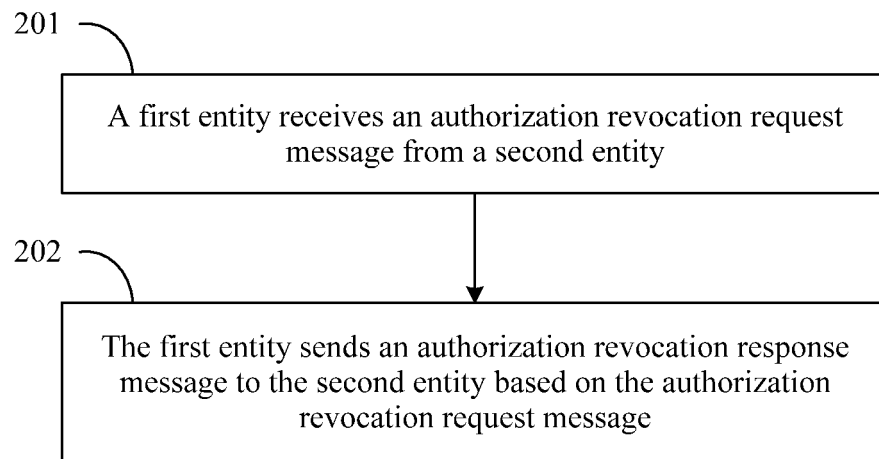 201
A first entity receives an authorization revocation request
message from a second entity
202
The first entity sends an authorization revocation response
message to the second entity based on the authorization
revocation request message